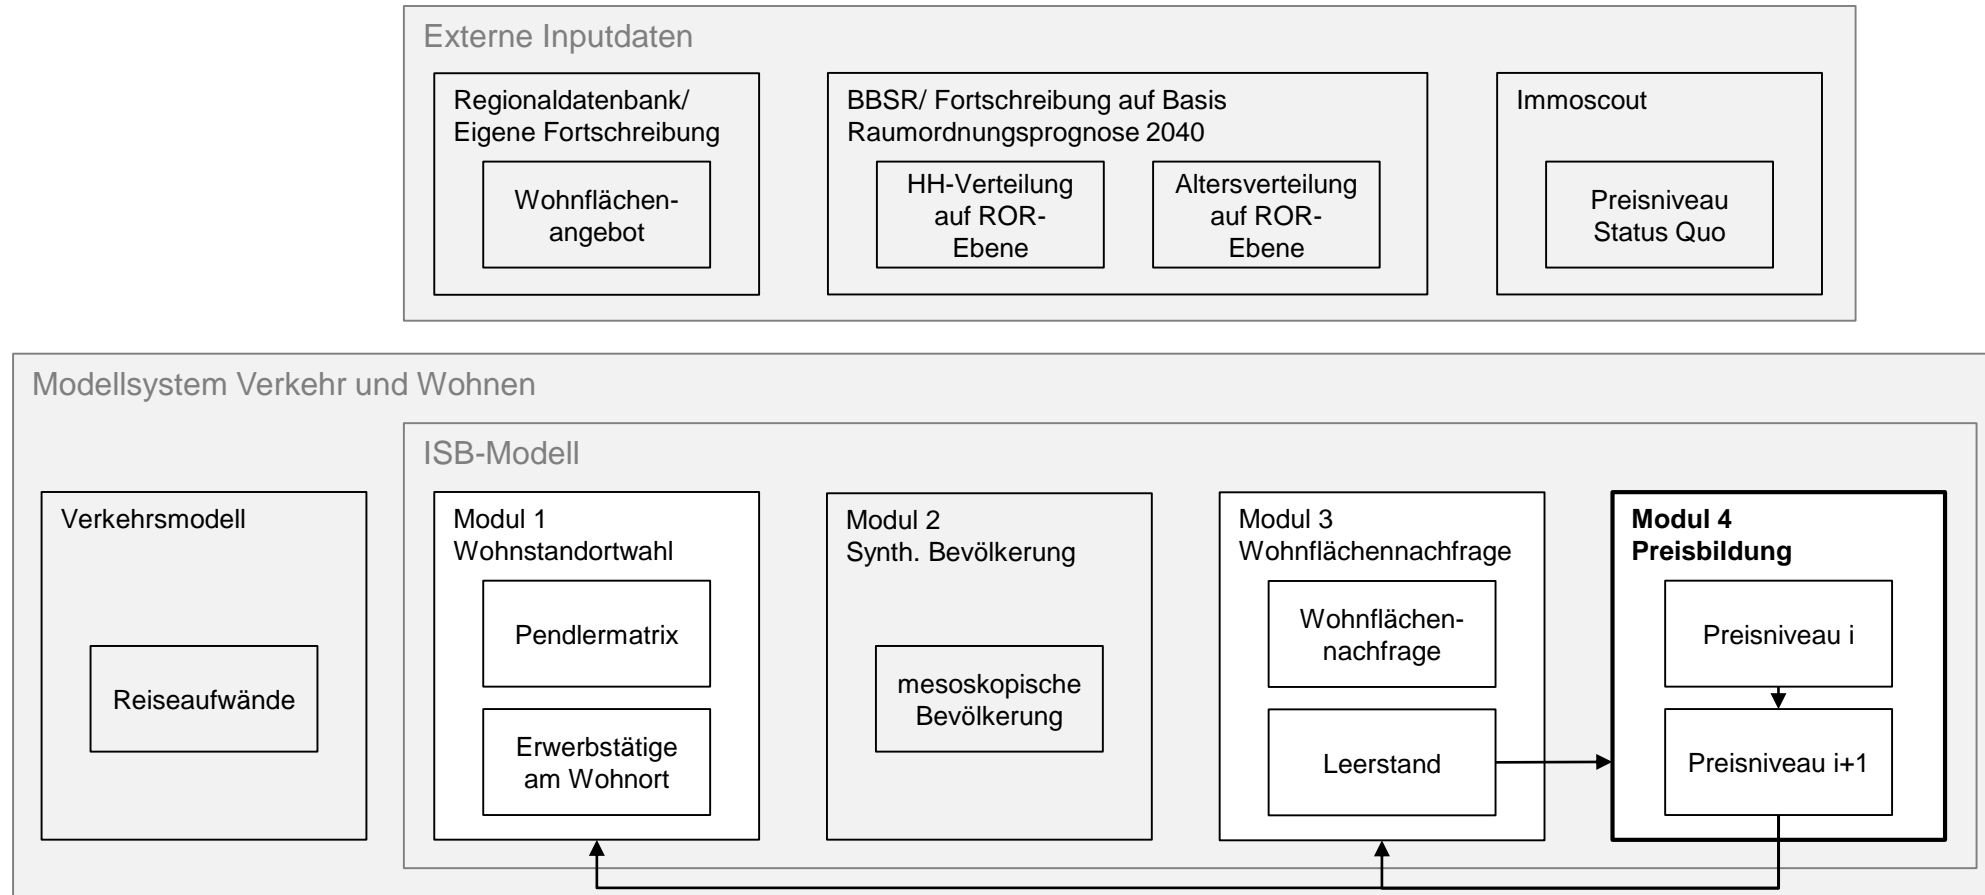 Externe Inputdaten
Regionaldatenbank/
Eigene Fortschreibung
Wohnflächen-
angebot
BBSR/ Fortschreibung auf Basis
Raumordnungsprognose 2040
HH-Verteilung
auf ROR-
Ebene
Altersverteilung
auf ROR-
Ebene
Immoscout
Preisniveau
Status Quo
Modellsystem Verkehr und Wohnen
ISB-Modell
Verkehrsmodell
Reiseaufwände
Modul 1
Wohnstandortwahl
Pendlermatrix
Erwerbstätige
am Wohnort
Modul 2
Synth. Bevölkerung
mesoskopische
Bevölkerung
Modul 3
Wohnflächennachfrage
Wohnflächen-
nachfrage
Leerstand
Modul 4
Preisbildung
Preisniveau i
Preisniveau i+1